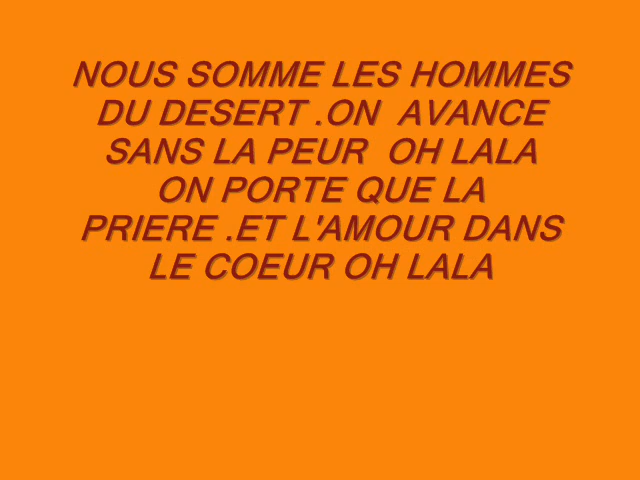 NOUS SOMME LES HOMMES
DU DESERT .ON  AVANCE
SANS LA PEUR  OH LALA
ON PORTE QUE LA
PRIERE .ET L'AMOUR DANS
LE COEUR OH LALA